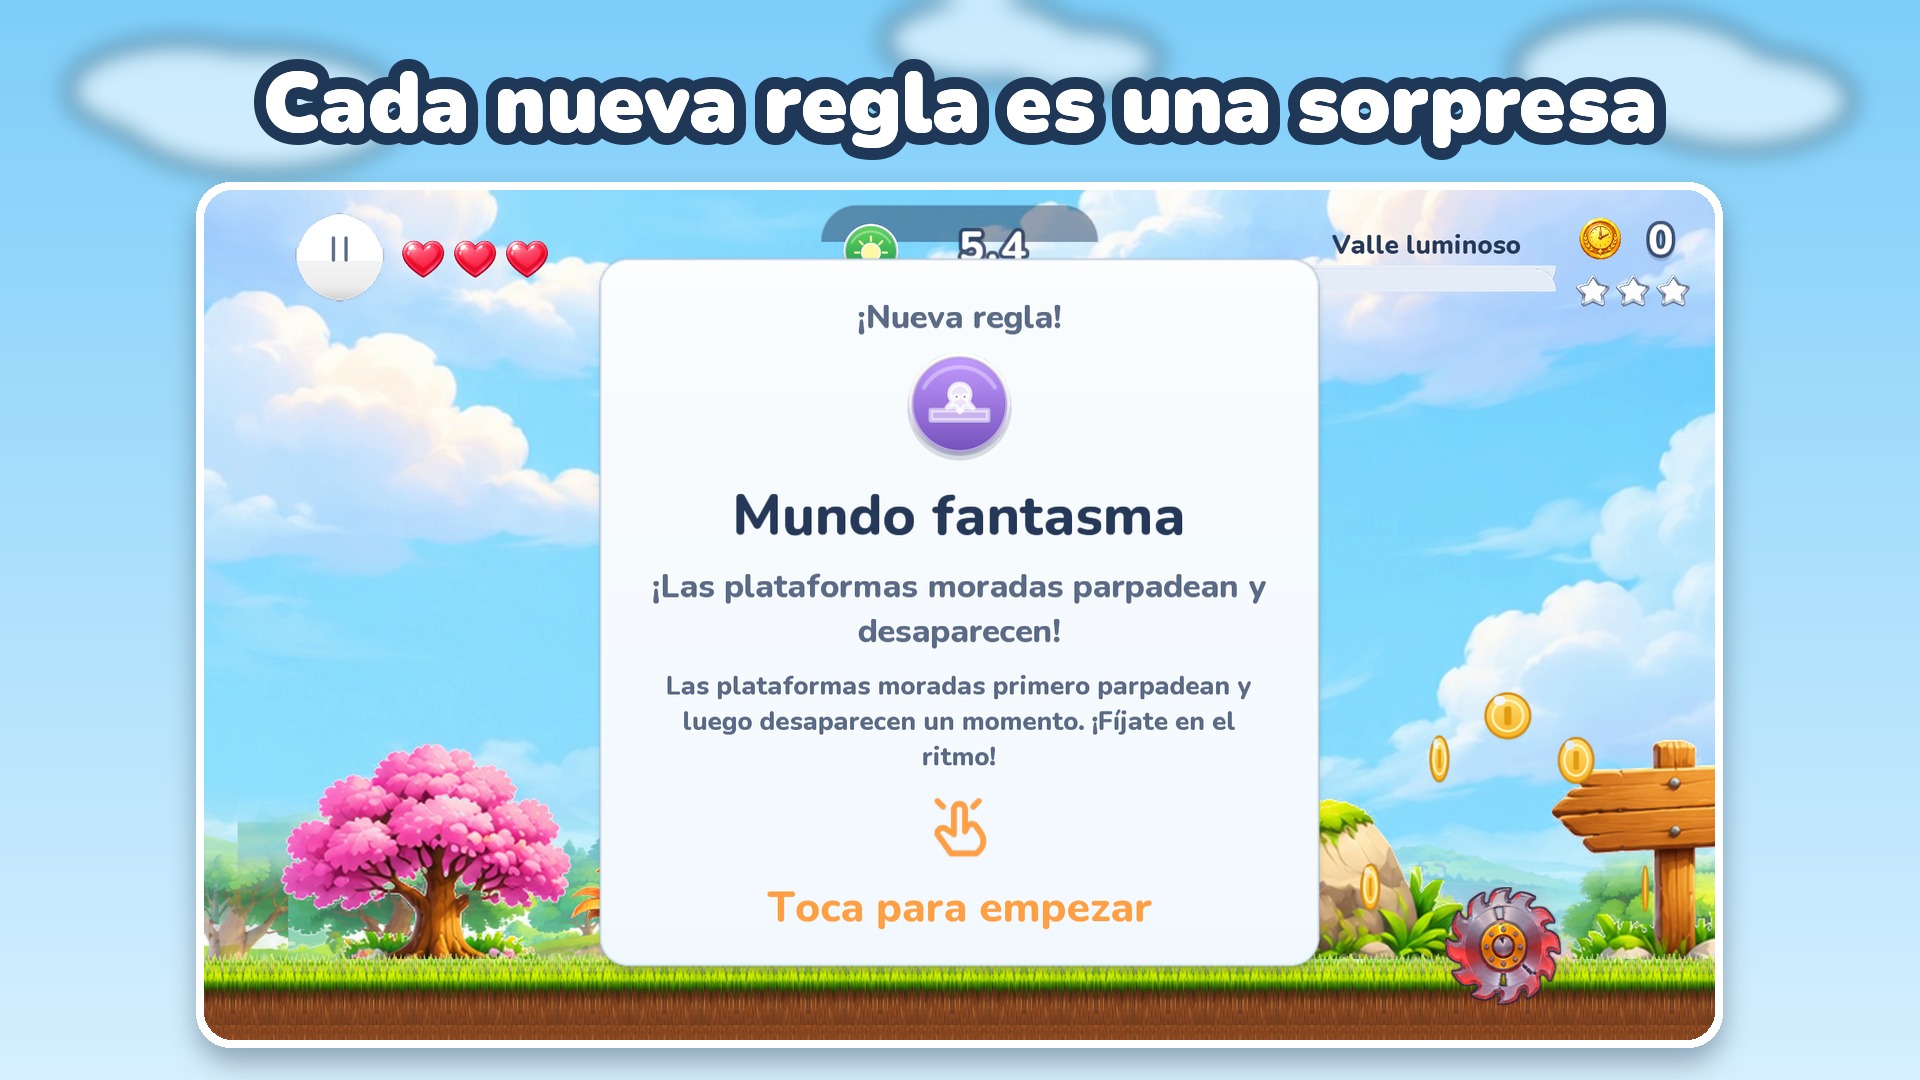 Cada nueva regla es una sorpresa
5.4
Valle luminoso
0
¡Nueva regla!
Mundo fantasma
¡Las plataformas moradas parpadean y
desaparecen!
Las plataformas moradas primero parpadean y
luego desaparecen un momento. ¡Fíjate en el
ritmo!
Toca para empezar